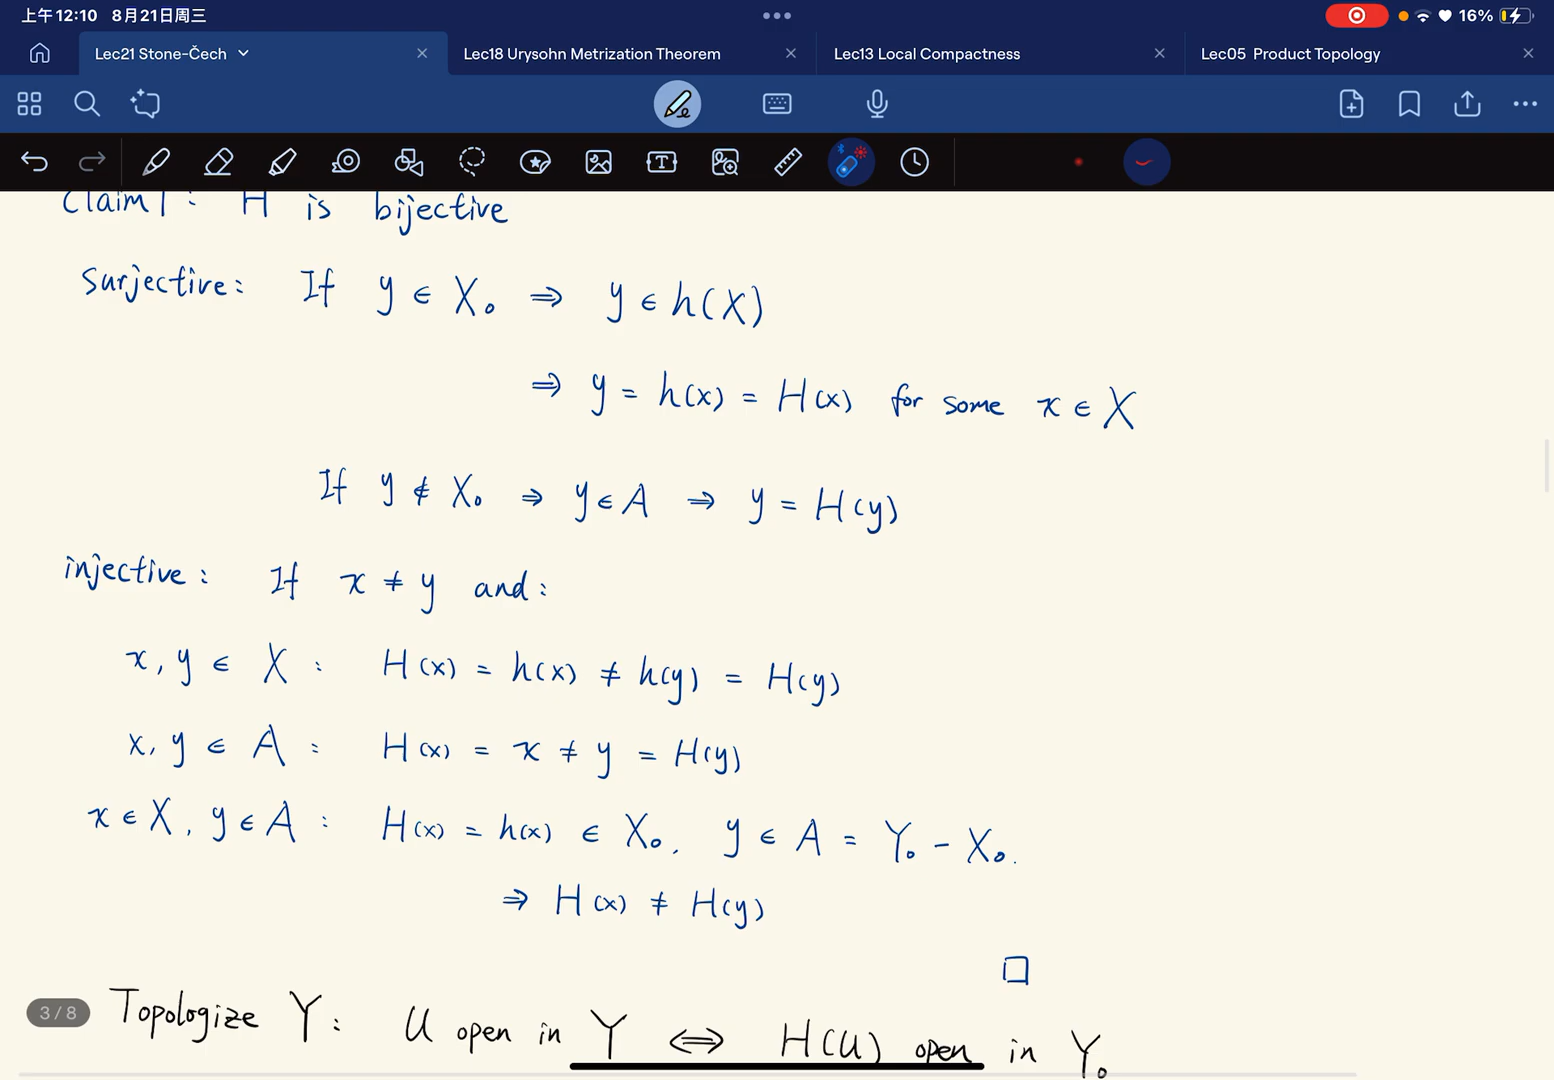 上午12:10 8月21日周三
16%
Lec21 Stone-Čech
Lec18 Urysohn Metrization Theorem
Lec13 Local Compactness
Lec05 Product Topology
Claim 1: H is bijective
Surjective: If y ∈ X₀ ⇒ y ∈ h(X)
⇒ y = h(x) = H(x) for some x ∈ X
If y ∉ X₀ ⇒ y ∈ A ⇒ y = H(y)
injective: If x ≠ y and:
x, y ∈ X : H(x) = h(x) ≠ h(y) = H(y)
x, y ∈ A : H(x) = x ≠ y = H(y)
x ∈ X, y ∈ A : H(x) = h(x) ∈ X₀, y ∈ A = Y₀ - X₀.
⇒ H(x) ≠ H(y)
□
3/8
Topologize Y: U open in Y ⇔ H(U) open in Y₀